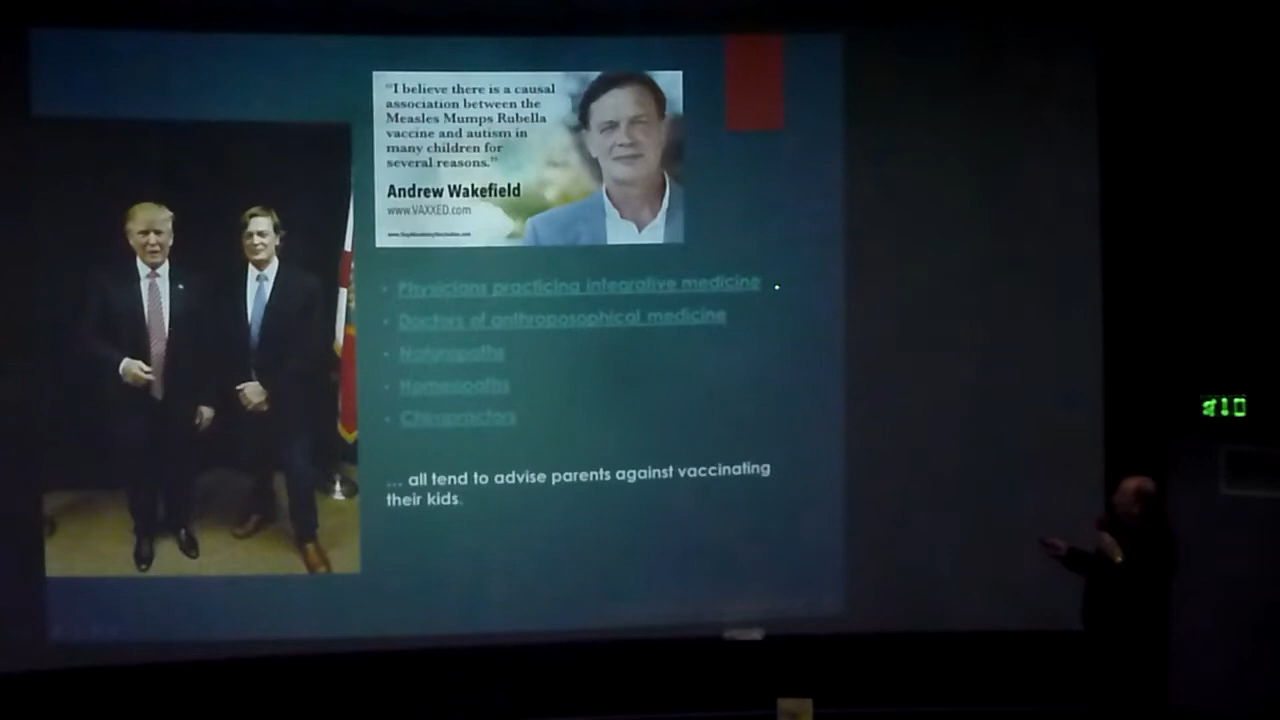 "I believe there is a causal
association between the
Measles Mumps Rubella
vaccine and autism in
many children for
several reasons."
Andrew Wakefield
www.VAXXED.com
• Physicians practicing integrative medicine
• Doctors of anthroposophical medicine
• Naturopaths
• Homeopaths
• Chiropractors
... all tend to advise parents against vaccinating
their kids.